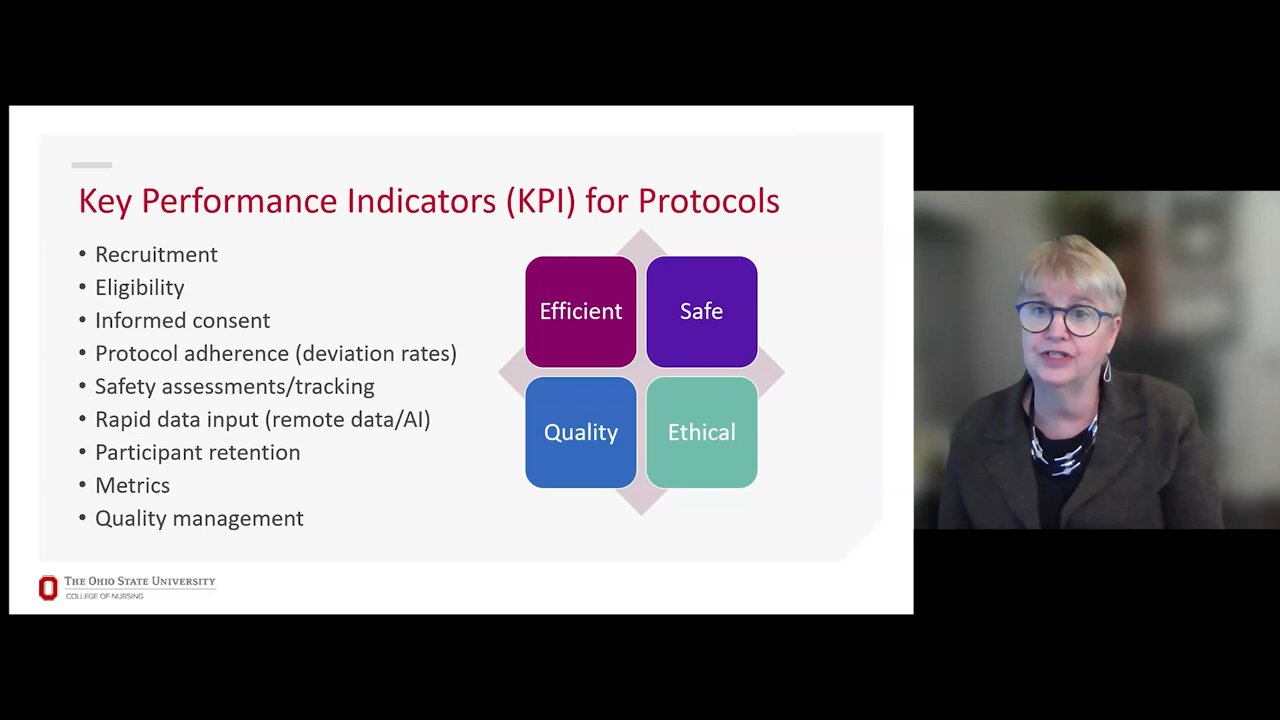 Key Performance Indicators (KPI) for Protocols
• Recruitment
• Eligibility
• Informed consent
• Protocol adherence (deviation rates)
• Safety assessments/tracking
• Rapid data input (remote data/AI)
• Participant retention
• Metrics
• Quality management
Efficient
Safe
Quality
Ethical
THE OHIO STATE UNIVERSITY
COLLEGE OF NURSING